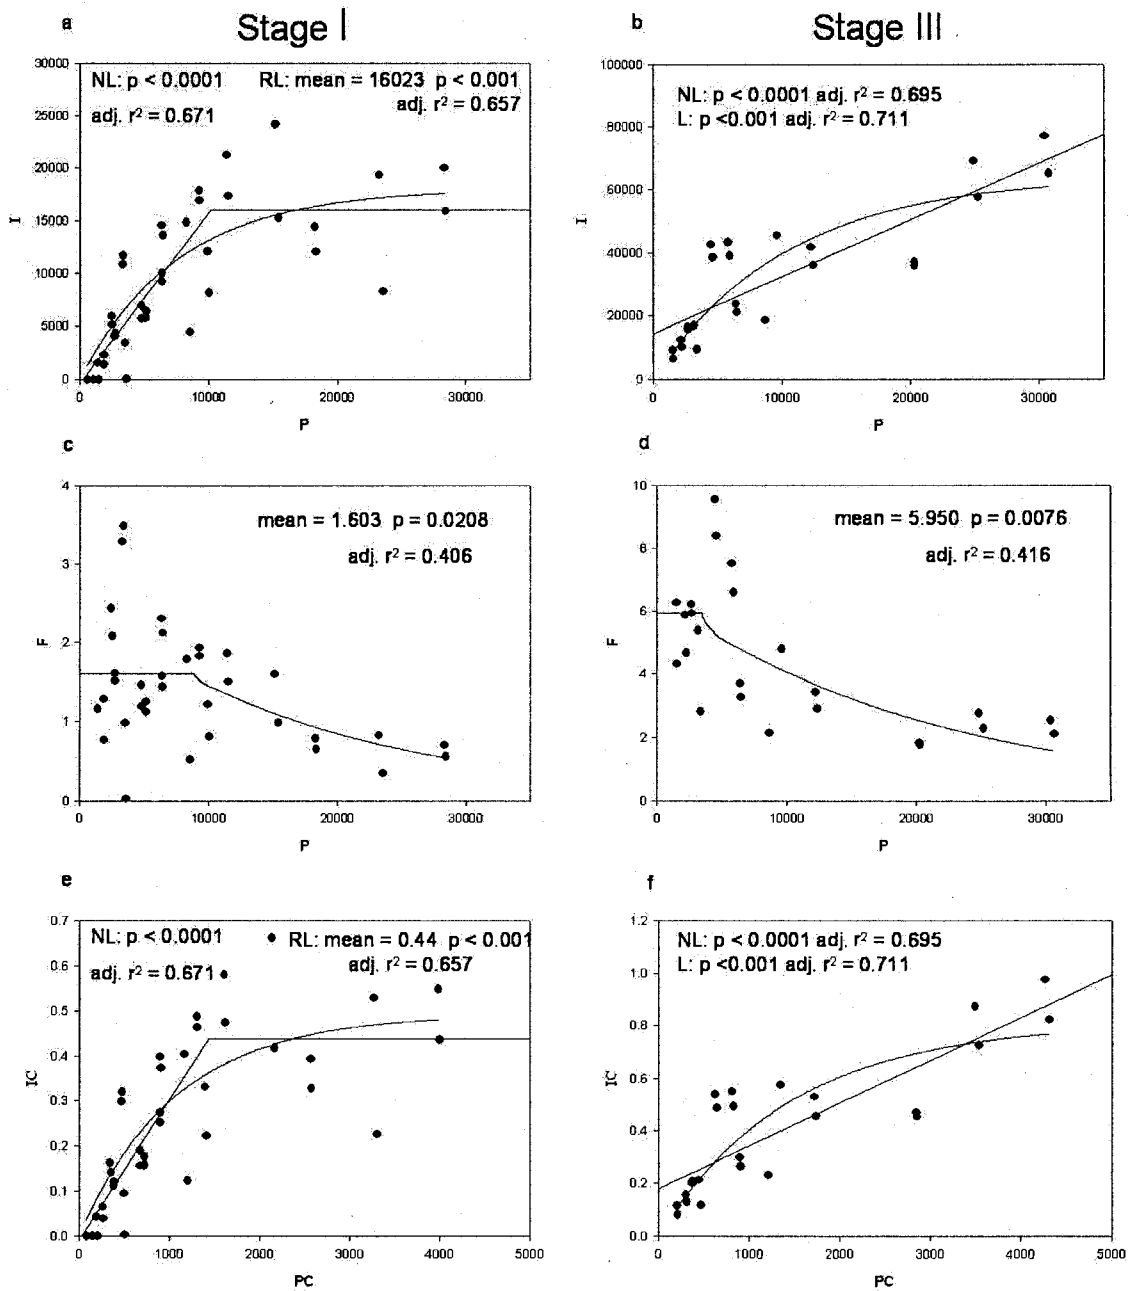 a
Stage I
b
Stage III
NL: p < 0.0001
RL: mean = 16023 p < 0.001
adj. r² = 0.671
adj. r² = 0.657
30000
25000
20000
15000
10000
5000
0
I
0
10000
20000
30000
P
NL: p < 0.0001 adj. r² = 0.695
L: p <0.001 adj. r² = 0.711
100000
80000
60000
40000
20000
0
I
0
10000
20000
30000
P
c
mean = 1.603 p = 0.0208
adj. r² = 0.406
4
3
2
1
0
F
0
10000
20000
30000
P
d
mean = 5.950 p = 0.0076
adj. r² = 0.416
10
8
6
4
2
0
F
0
10000
20000
30000
P
e
NL: p < 0.0001
RL: mean = 0.44 p < 0.001
adj. r² = 0.671
adj. r² = 0.657
0.7
0.6
0.5
0.4
0.3
0.2
0.1
0.0
IC
0
1000
2000
3000
4000
5000
PC
f
NL: p < 0.0001 adj. r² = 0.695
L: p <0.001 adj. r² = 0.711
1.2
1.0
0.8
0.6
0.4
0.2
0.0
IC
0
1000
2000
3000
4000
5000
PC